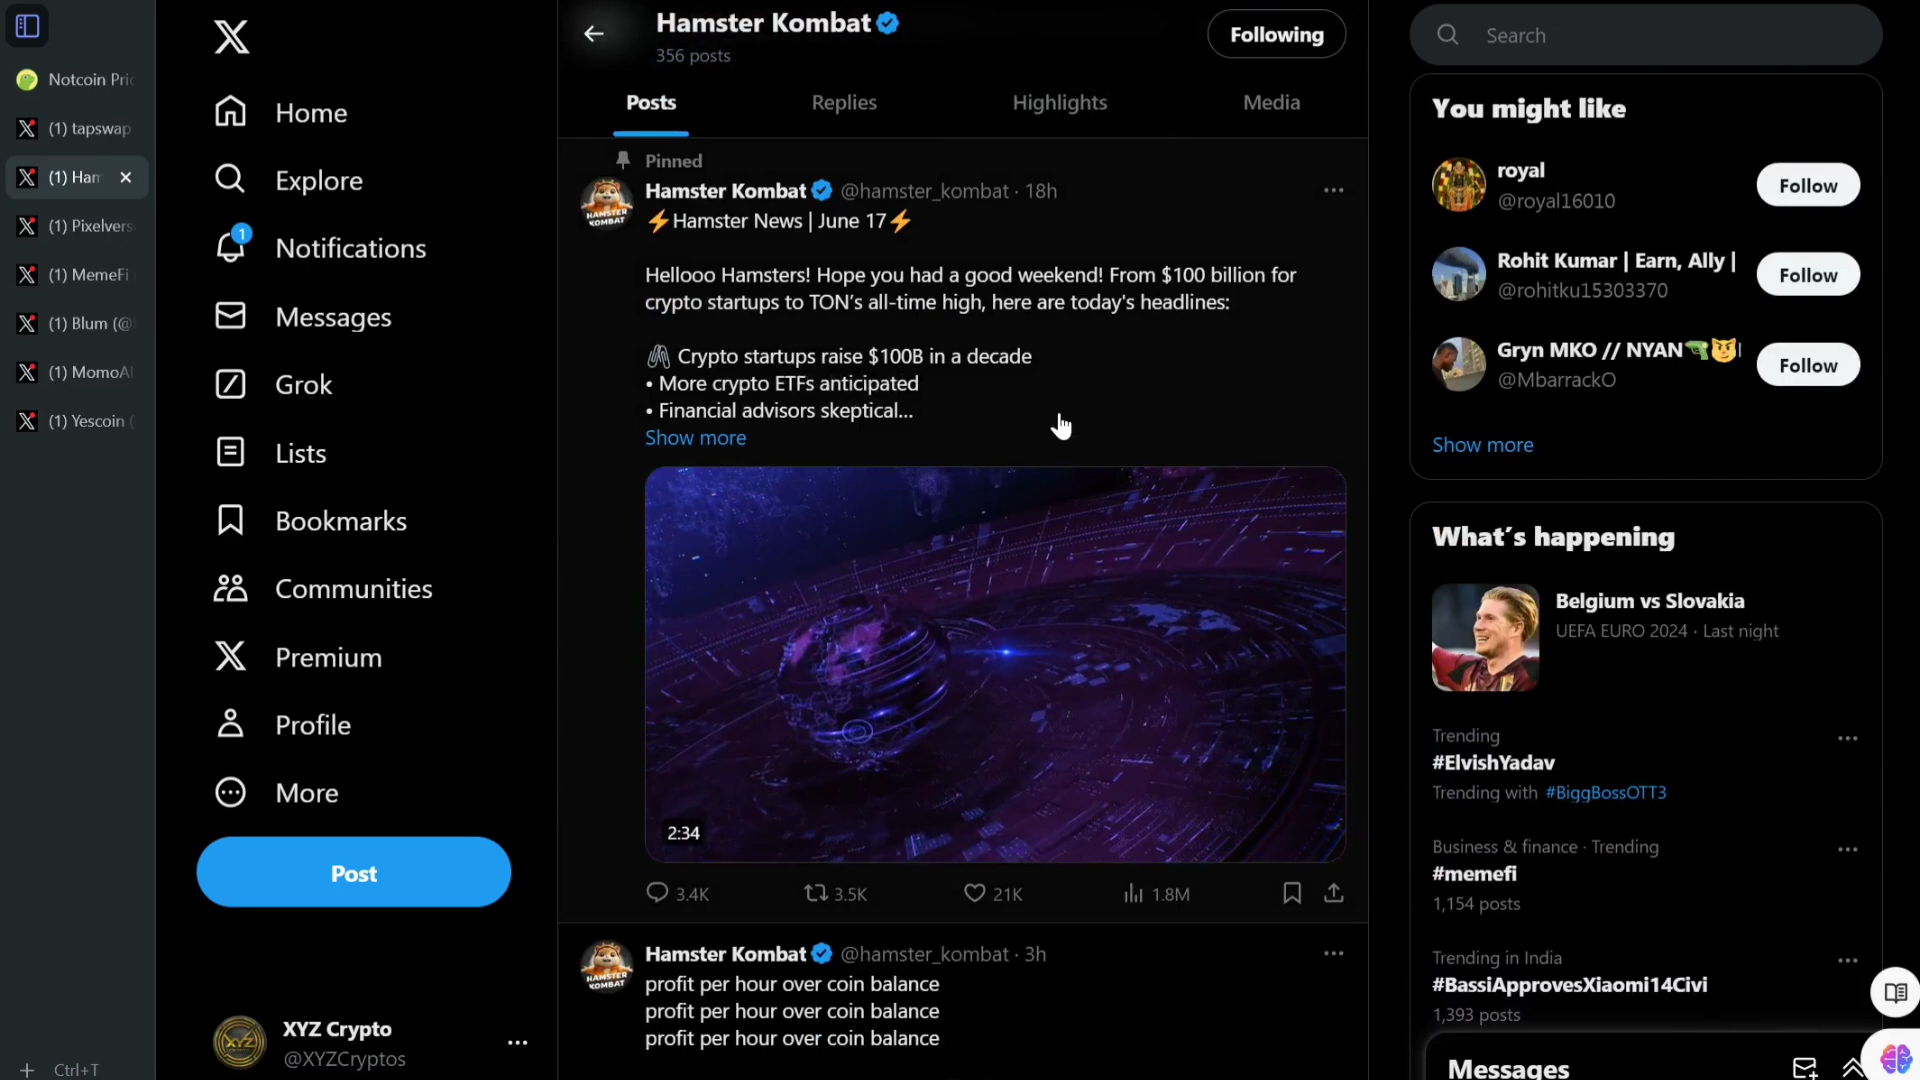 Notcoin Pric
(1) tapswap
(1) Ham
(1) Pixelvers
(1) MemeFi
(1) Blum (@
(1) MomoAI
(1) Yescoin (
Ctrl+T
Home
Explore
1
Notifications
Messages
Grok
Lists
Bookmarks
Communities
Premium
Profile
More
Post
XYZ Crypto
@XYZCryptos
Hamster Kombat
356 posts
Following
Posts
Replies
Highlights
Media
Pinned
Hamster Kombat @hamster_kombat · 18h
⚡Hamster News | June 17⚡
Hellooo Hamsters! Hope you had a good weekend! From $100 billion for
crypto startups to TON’s all-time high, here are today's headlines:
🖇️ Crypto startups raise $100B in a decade
• More crypto ETFs anticipated
• Financial advisors skeptical...
Show more
2:34
3.4K
3.5K
21K
1.8M
Hamster Kombat @hamster_kombat · 3h
profit per hour over coin balance
profit per hour over coin balance
profit per hour over coin balance
HAMSTER
KOMBAT
HAMSTER
KOMBAT
Search
You might like
royal
@royal16010
Follow
Rohit Kumar | Earn, Ally |
@rohitku15303370
Follow
Gryn MKO // NYAN🔫😼
@MbarrackO
Follow
Show more
What’s happening
Belgium vs Slovakia
UEFA EURO 2024 · Last night
Trending
#ElvishYadav
Trending with #BiggBossOTT3
Business & finance · Trending
#memefi
1,154 posts
Trending in India
#BassiApprovesXiaomi14Civi
1,393 posts
Messages